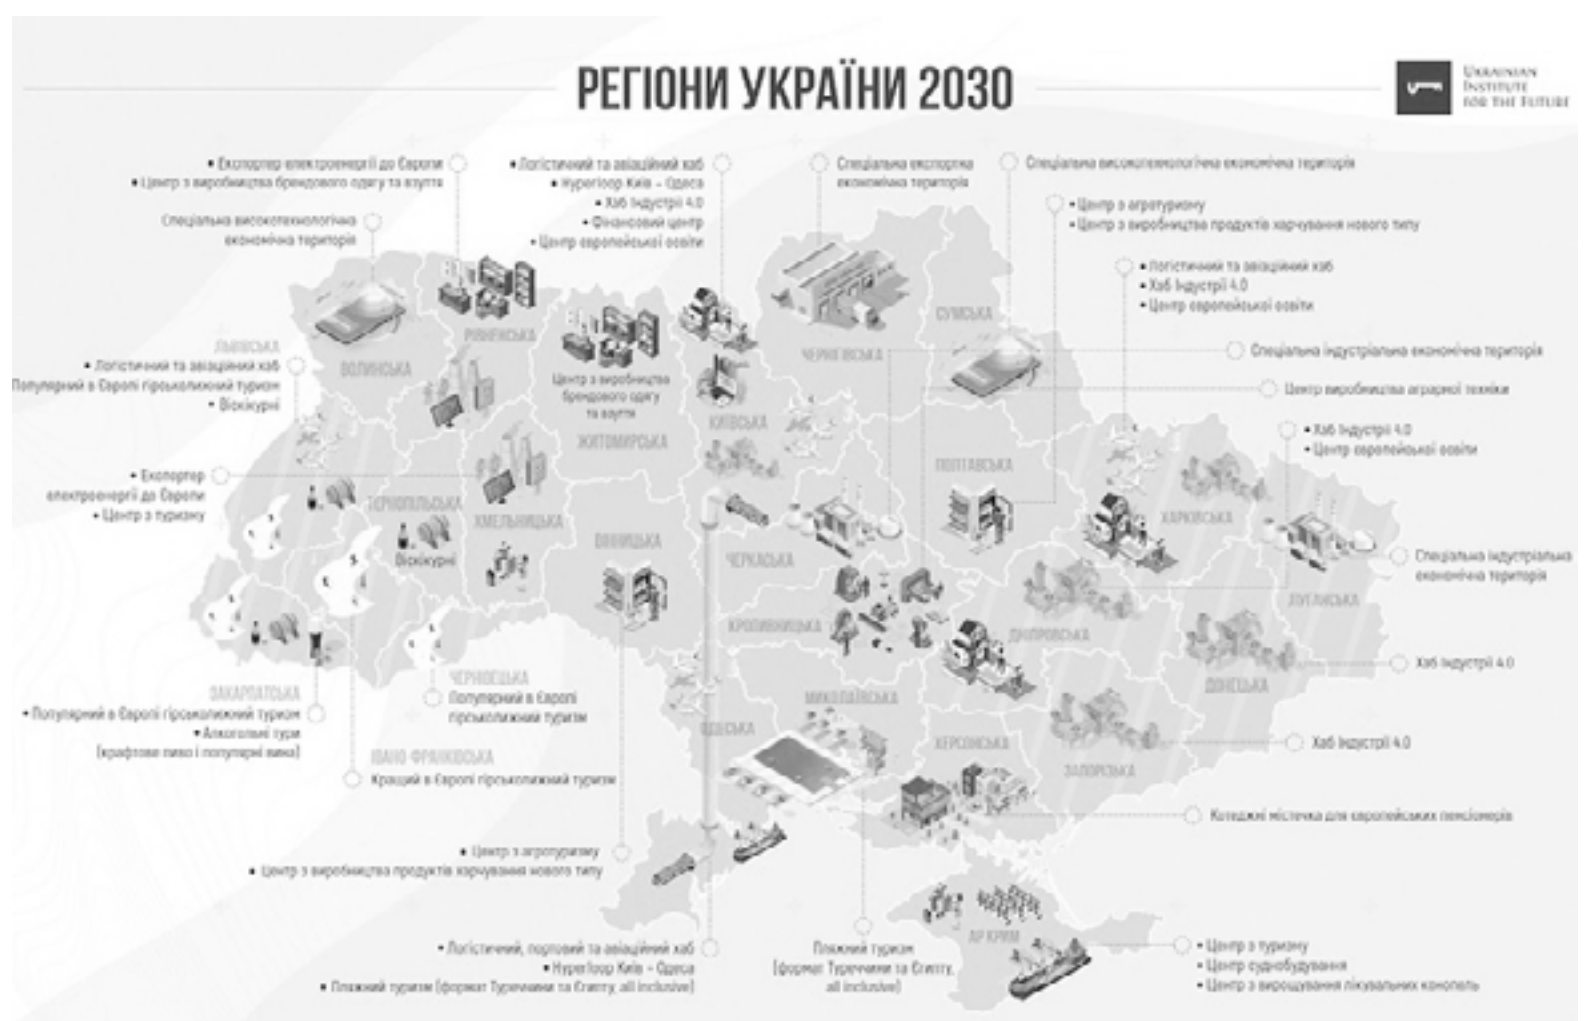 РЕГІОНИ УКРАЇНИ 2030
UKRAINIAN
INSTITUTE
FOR THE FUTURE
• Експортер електроенергії до Європи
• Центр з виробництва брендового одягу та взуття
Спеціальна високотехнологічна
економічна територія
• Логістичний та авіаційний хаб
• Hyperloop Київ – Одеса
• Хаб Індустрії 4.0
• Фінансовий центр
• Центр європейської освіти
Спеціальна експортна
економічна територія
Спеціальна високотехнологічна економічна територія
• Центр з агротуризму
• Центр з виробництва продуктів харчування нового типу
• Логістичний та авіаційний хаб
• Хаб Індустрії 4.0
• Центр європейської освіти
Спеціальна індустріальна економічна територія
Центр виробництва аграрної техніки
• Хаб Індустрії 4.0
• Центр європейської освіти
ЛЬВІВСЬКА
• Логістичний та авіаційний хаб
Популярний в Європі гірськолижний туризм
• Віскікурні
• Експортер
електроенергії до Європи
• Центр з туризму
ВОЛИНСЬКА
РІВНЕНСЬКА
Центр з виробництва
брендового одягу
та взуття
ЖИТОМИРСЬКА
КИЇВСЬКА
ЧЕРНІГІВСЬКА
СУМСЬКА
ПОЛТАВСЬКА
ХАРКІВСЬКА
ТЕРНОПІЛЬСЬКА
Віскікурні
ХМЕЛЬНИЦЬКА
ВІННИЦЬКА
ЧЕРКАСЬКА
КРОПИВНИЦЬКА
ДНІПРОВСЬКА
ЛУГАНСЬКА
Спеціальна індустріальна
економічна територія
ДОНЕЦЬКА
• Хаб Індустрії 4.0
ЗАКАРПАТСЬКА
• Популярний в Європі гірськолижний туризм
• Алкогольні тури
(крафтове пиво і популярні вина)
ЧЕРНІВЕЦЬКА
Популярний в Європі
гірськолижний туризм
ІВАНО-ФРАНКІВСЬКА
Кращий в Європі гірськолижний туризм
ОДЕСЬКА
МИКОЛАЇВСЬКА
ХЕРСОНСЬКА
ЗАПОРІЗЬКА
Хаб Індустрії 4.0
Котеджні містечка для європейських пенсіонерів
• Центр з агротуризму
• Центр з виробництва продуктів харчування нового типу
• Логістичний, портовий та авіаційний хаб
• Hyperloop Київ – Одеса
• Пляжний туризм (формат Туреччини та Єгипту, all inclusive)
Пляжний туризм
(формат Туреччини та Єгипту,
all inclusive)
АР КРИМ
• Центр з туризму
• Центр суднобудування
• Центр з вирощування лікувальних конопель